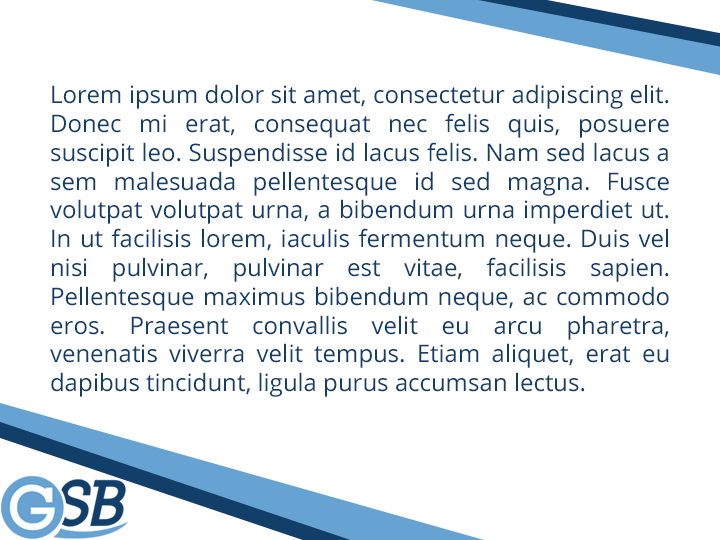 Lorem ipsum dolor sit amet, consectetur adipiscing elit.
Donec mi erat, consequat nec felis quis, posuere
suscipit leo. Suspendisse id lacus felis. Nam sed lacus a
sem malesuada pellentesque id sed magna. Fusce
volutpat volutpat urna, a bibendum urna imperdiet ut.
In ut facilisis lorem, iaculis fermentum neque. Duis vel
nisi pulvinar, pulvinar est vitae, facilisis sapien.
Pellentesque maximus bibendum neque, ac commodo
eros. Praesent convallis velit eu arcu pharetra,
venenatis viverra velit tempus. Etiam aliquet, erat eu
dapibus tincidunt, ligula purus accumsan lectus.
GSB